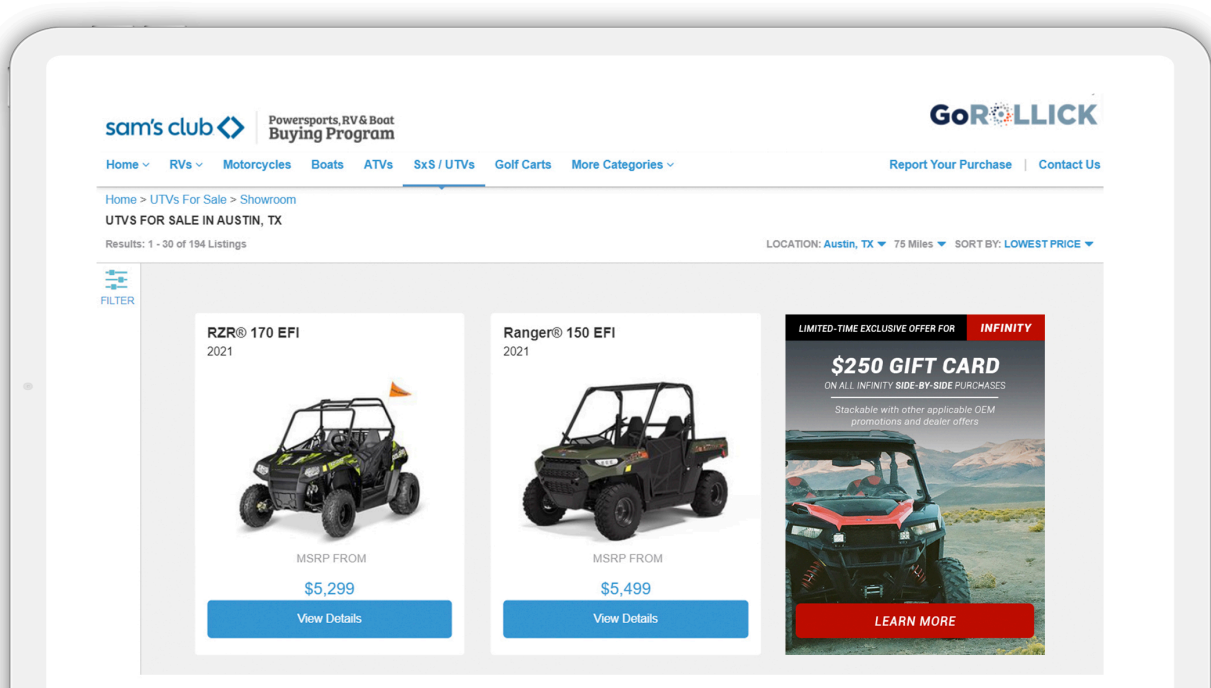 sam's club
Powersports, RV & Boat
Buying Program
GoROLLICK
Home RVs Motorcycles Boats ATVs SxS / UTVs Golf Carts More Categories Report Your Purchase | Contact Us
Home > UTVs For Sale > Showroom
UTVS FOR SALE IN AUSTIN, TX
Results: 1 - 30 of 194 Listings
LOCATION: Austin, TX 75 Miles SORT BY: LOWEST PRICE
FILTER
RZR® 170 EFI
2021
MSRP FROM
$5,299
View Details
Ranger® 150 EFI
2021
MSRP FROM
$5,499
View Details
LIMITED-TIME EXCLUSIVE OFFER FOR INFINITY
$250 GIFT CARD
ON ALL INFINITY SIDE-BY-SIDE PURCHASES
Stackable with other applicable OEM
promotions and dealer offers
LEARN MORE